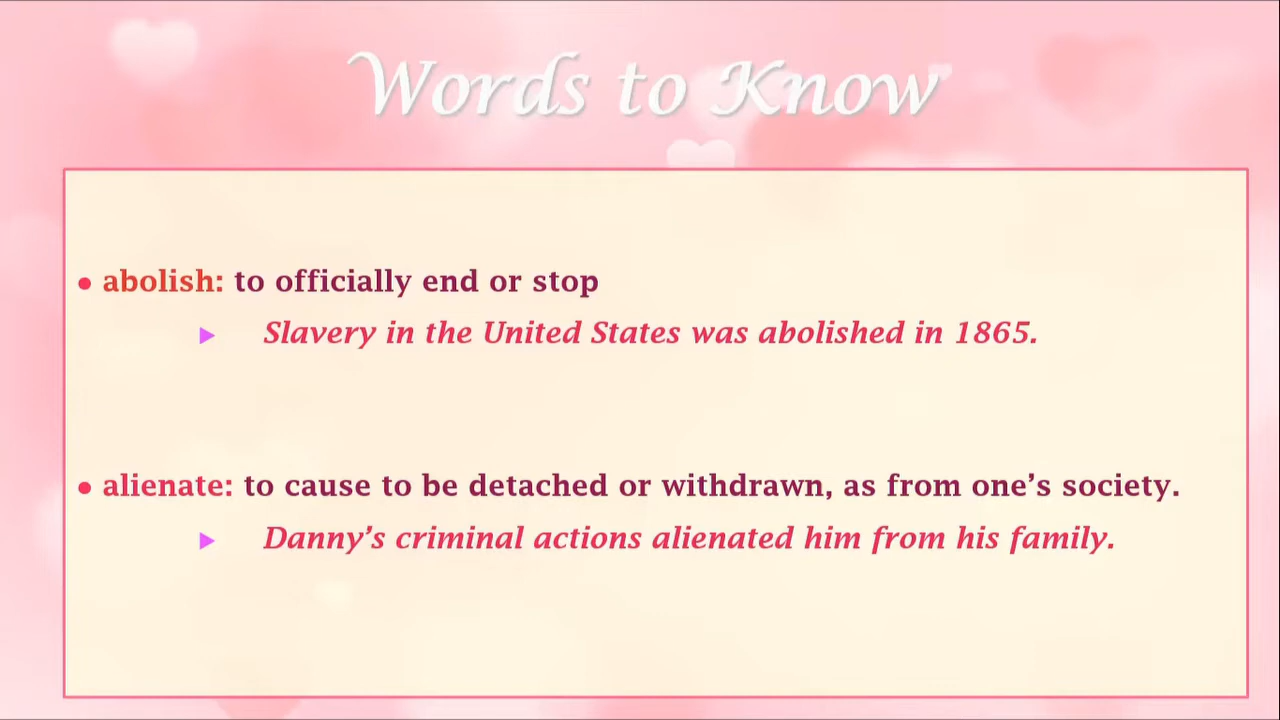 Words to Know
• abolish: to officially end or stop
▶ Slavery in the United States was abolished in 1865.
• alienate: to cause to be detached or withdrawn, as from one’s society.
▶ Danny’s criminal actions alienated him from his family.